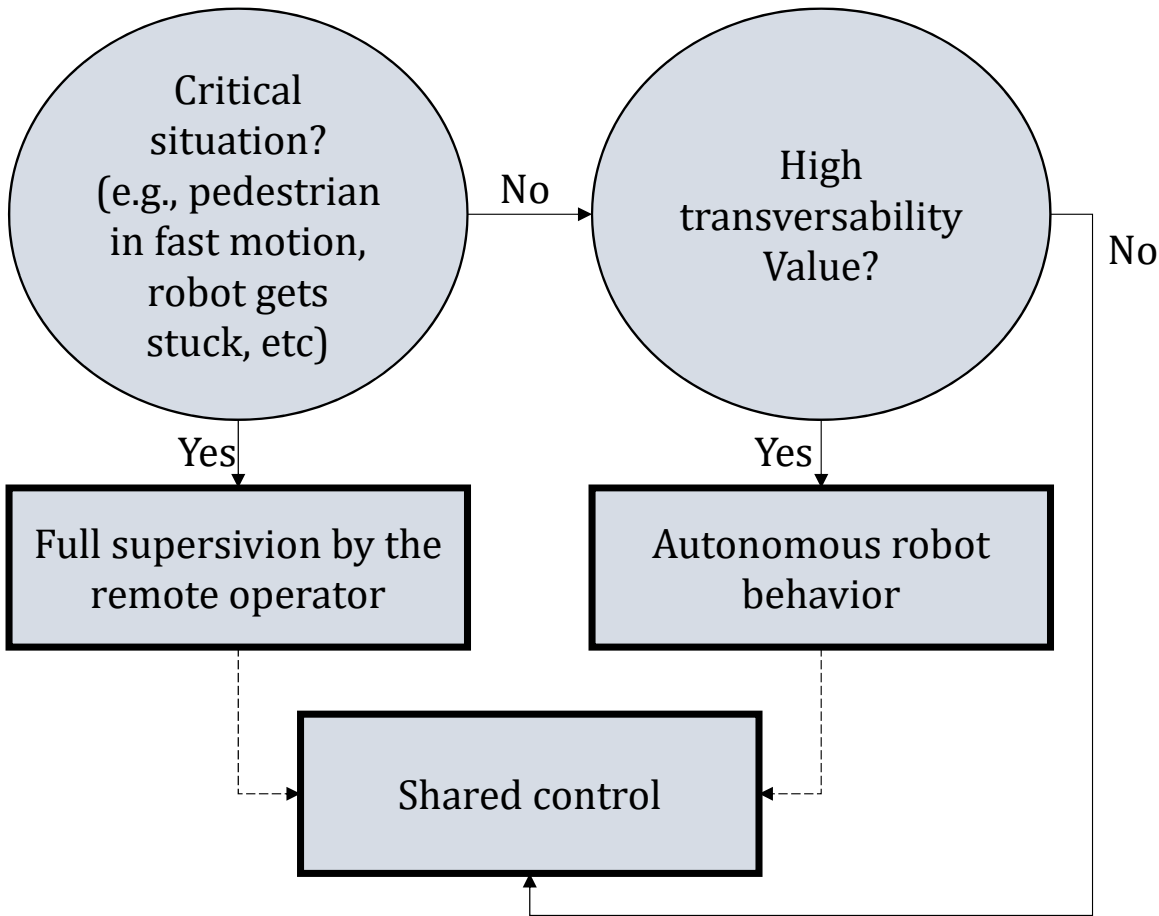 Critical
situation?
(e.g., pedestrian
in fast motion,
robot gets
stuck, etc)
No
High
transversability
Value?
No
Yes
Yes
Full supersivion by the
remote operator
Autonomous robot
behavior
Shared control